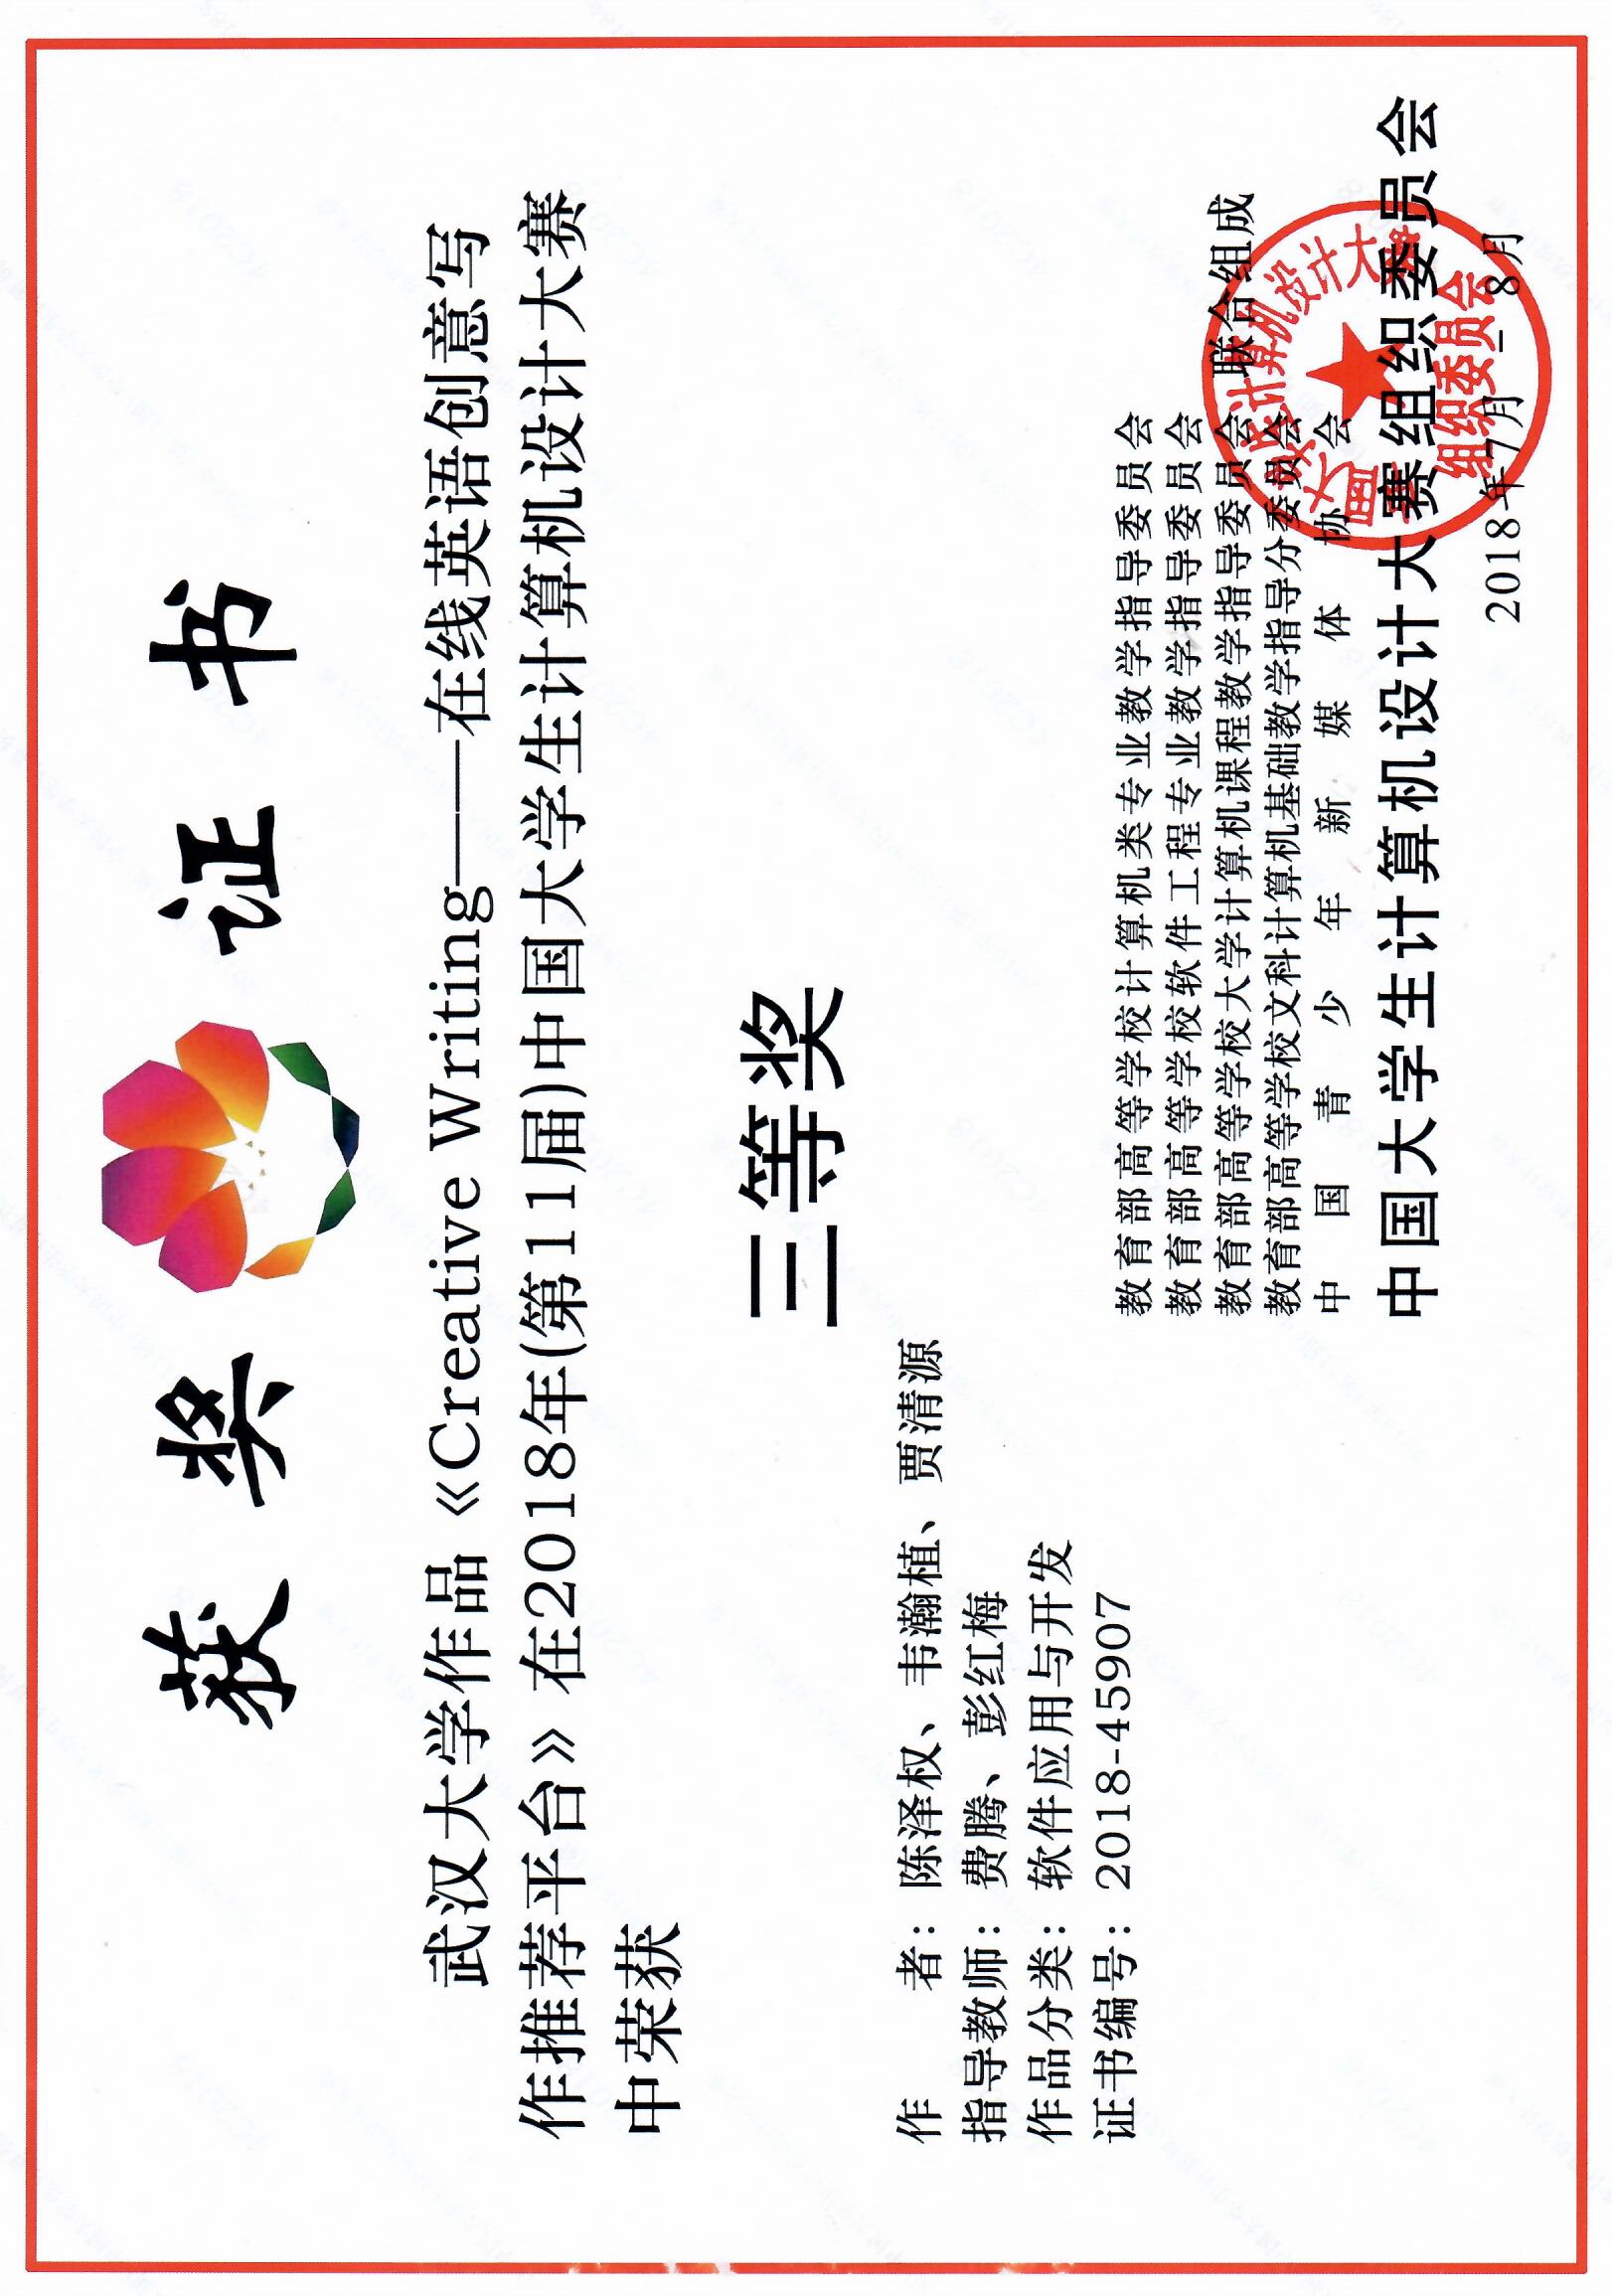 获奖证书
武汉大学作品《Creative Writing——在线英语创意写
作推荐平台》在2018年(第11届)中国大学生计算机设计大赛
中荣获
三等奖
作　　者：陈泽权、韦瀚植、贾清源
指导教师：费腾、彭红梅
作品分类：软件应用与开发
证书编号：2018-45907
教育部高等学校计算机类专业教学指导委员会
教育部高等学校软件工程专业教学指导委员会
教育部高等学校大学计算机课程教学指导委员会 联合组成
教育部高等学校文科计算机基础教学指导分委员会
中国青少年新媒体协会
中国大学生计算机设计大赛组织委员会
2018年7月 - 8月
中国大学生计算机设计大赛
组织委员会